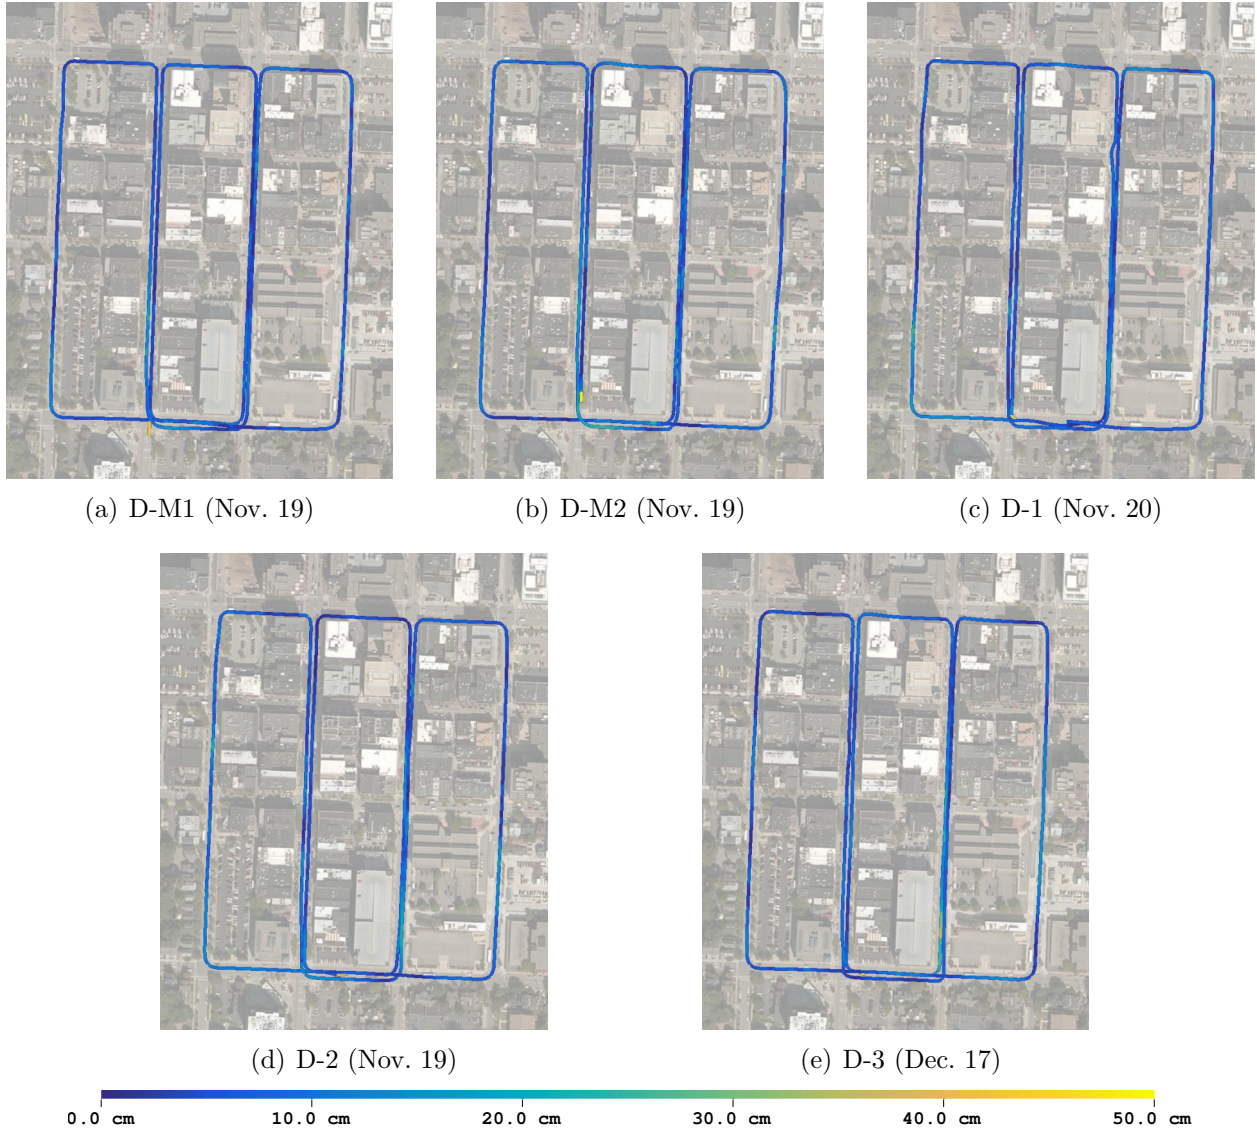 (a) D-M1 (Nov. 19)
(b) D-M2 (Nov. 19)
(c) D-1 (Nov. 20)
(d) D-2 (Nov. 19)
(e) D-3 (Dec. 17)
0.0 cm 10.0 cm 20.0 cm 30.0 cm 40.0 cm 50.0 cm